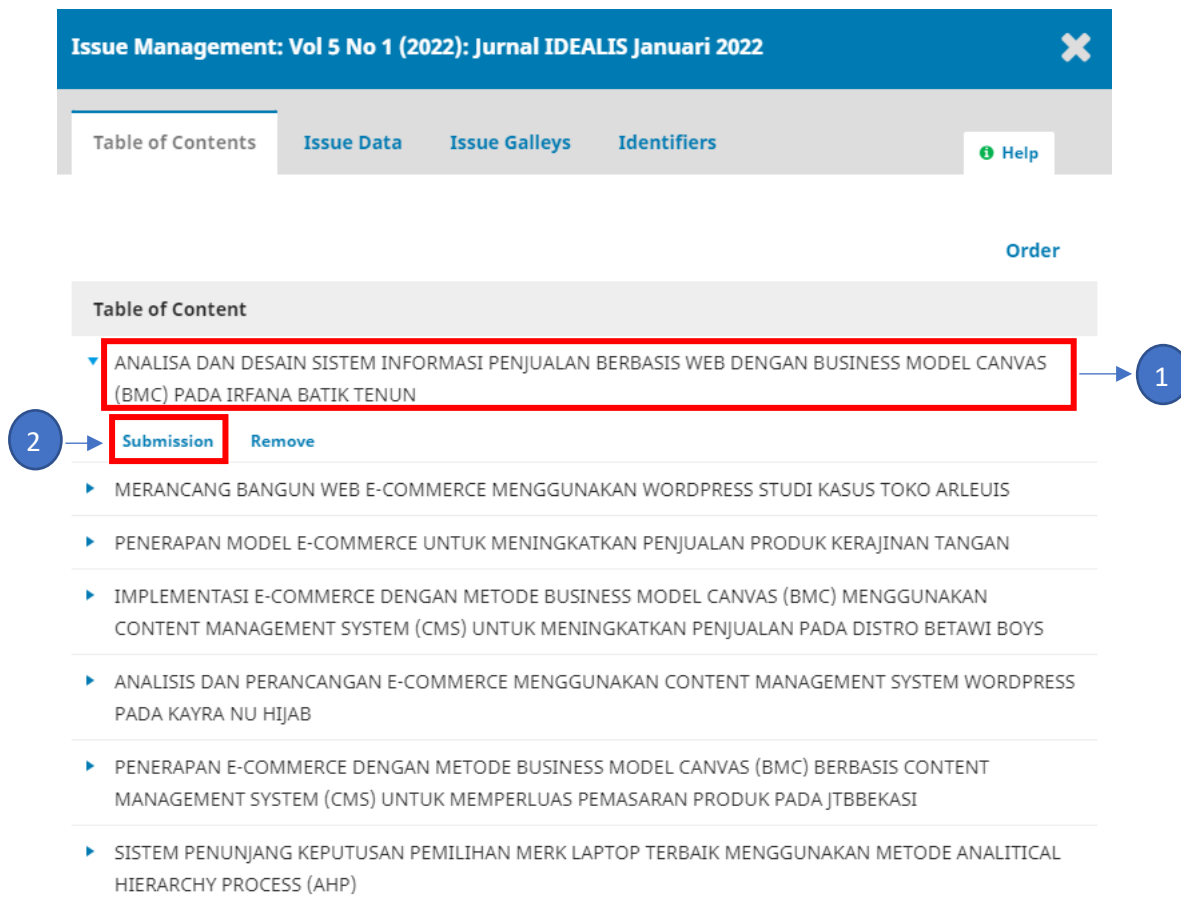 Issue Management: Vol 5 No 1 (2022): Jurnal IDEALIS Januari 2022
Table of Contents
Issue Data
Issue Galleys
Identifiers
Help
Order
Table of Content
ANALISA DAN DESAIN SISTEM INFORMASI PENJUALAN BERBASIS WEB DENGAN BUSINESS MODEL CANVAS
(BMC) PADA IRFANA BATIK TENUN
1
2
Submission
Remove
MERANCANG BANGUN WEB E-COMMERCE MENGGUNAKAN WORDPRESS STUDI KASUS TOKO ARLEUIS
PENERAPAN MODEL E-COMMERCE UNTUK MENINGKATKAN PENJUALAN PRODUK KERAJINAN TANGAN
IMPLEMENTASI E-COMMERCE DENGAN METODE BUSINESS MODEL CANVAS (BMC) MENGGUNAKAN
CONTENT MANAGEMENT SYSTEM (CMS) UNTUK MENINGKATKAN PENJUALAN PADA DISTRO BETAWI BOYS
ANALISIS DAN PERANCANGAN E-COMMERCE MENGGUNAKAN CONTENT MANAGEMENT SYSTEM WORDPRESS
PADA KAYRA NU HIJAB
PENERAPAN E-COMMERCE DENGAN METODE BUSINESS MODEL CANVAS (BMC) BERBASIS CONTENT
MANAGEMENT SYSTEM (CMS) UNTUK MEMPERLUAS PEMASARAN PRODUK PADA JTBBEKASI
SISTEM PENUNJANG KEPUTUSAN PEMILIHAN MERK LAPTOP TERBAIK MENGGUNAKAN METODE ANALITICAL
HIERARCHY PROCESS (AHP)